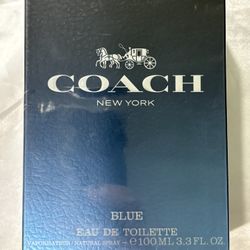 COACH
NEW YORK
BLUE
EAU DE TOILETTE
VAPORISATEUR / NATURAL SPRAY ~ ℮ 100 ML 3.3 FL. OZ